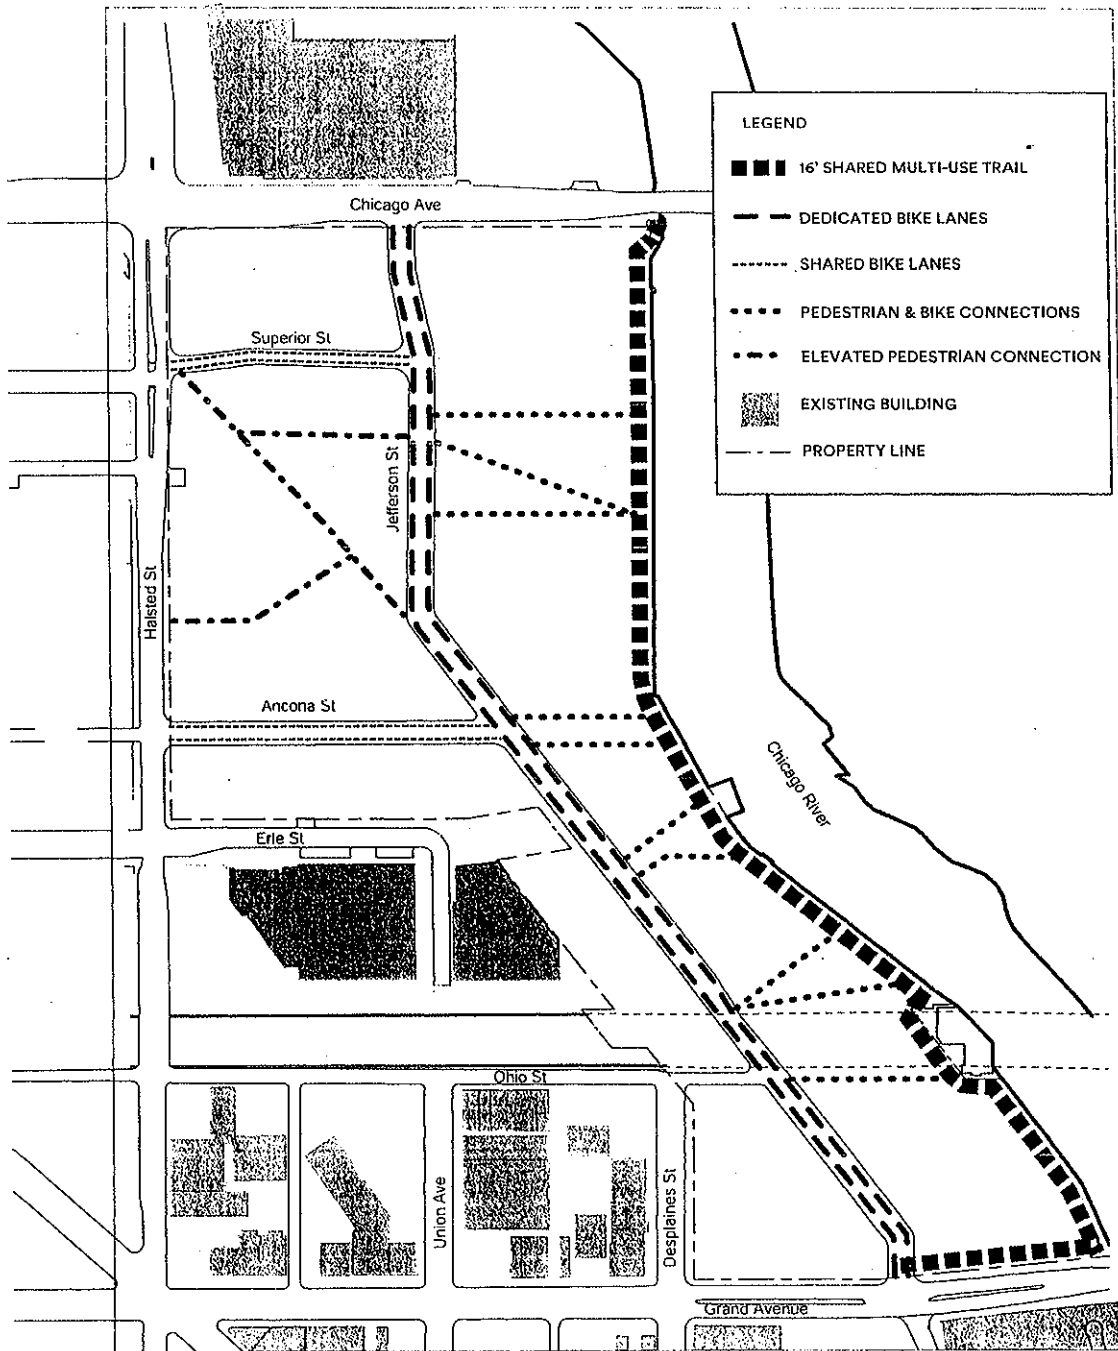 LEGEND
16' SHARED MULTI-USE TRAIL
DEDICATED BIKE LANES
SHARED BIKE LANES
PEDESTRIAN & BIKE CONNECTIONS
ELEVATED PEDESTRIAN CONNECTION
EXISTING BUILDING
PROPERTY LINE
Chicago Ave
Superior St
Jefferson St
Halsted St
Ancona St
Chicago River
Erie St
Ohio St
Union Ave
Desplaines St
Grand Avenue